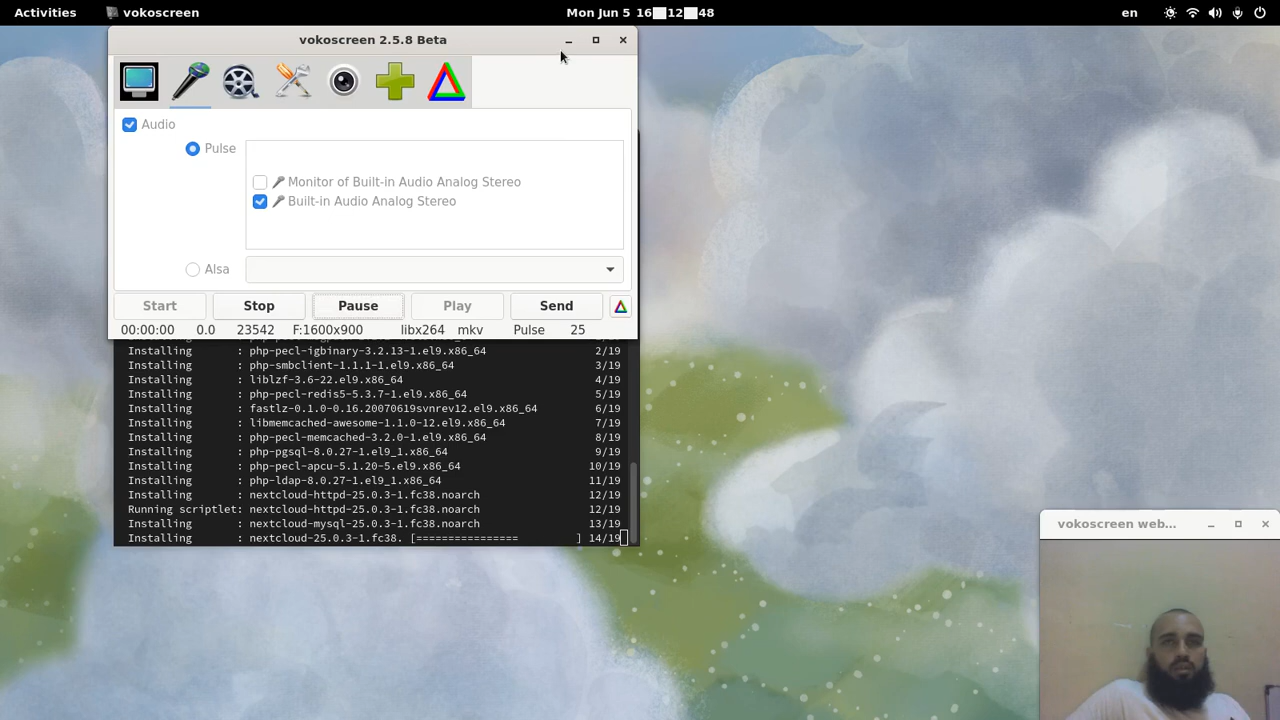 Activities vokoscreen Mon Jun 5 16 12 48 en
vokoscreen 2.5.8 Beta
Audio
Pulse
Monitor of Built-in Audio Analog Stereo
Built-in Audio Analog Stereo
Alsa
Start Stop Pause Play Send
00:00:00 0.0 23542 F:1600x900 libx264 mkv Pulse 25
Installing : php-pecl-igbinary-3.2.13-1.el9.x86_64 2/19
Installing : php-smbclient-1.1.1-1.el9.x86_64 3/19
Installing : liblzf-3.6-22.el9.x86_64 4/19
Installing : php-pecl-redis5-5.3.7-1.el9.x86_64 5/19
Installing : fastlz-0.1.0-0.16.20070619svnrev12.el9.x86_64 6/19
Installing : libmemcached-awesome-1.1.0-12.el9.x86_64 7/19
Installing : php-pecl-memcached-3.2.0-1.el9.x86_64 8/19
Installing : php-pgsql-8.0.27-1.el9_1.x86_64 9/19
Installing : php-pecl-apcu-5.1.20-5.el9.x86_64 10/19
Installing : php-ldap-8.0.27-1.el9_1.x86_64 11/19
Installing : nextcloud-httpd-25.0.3-1.fc38.noarch 12/19
Running scriptlet: nextcloud-httpd-25.0.3-1.fc38.noarch 12/19
Installing : nextcloud-mysql-25.0.3-1.fc38.noarch 13/19
Installing : nextcloud-25.0.3-1.fc38. [================ ] 14/19
vokoscreen web...